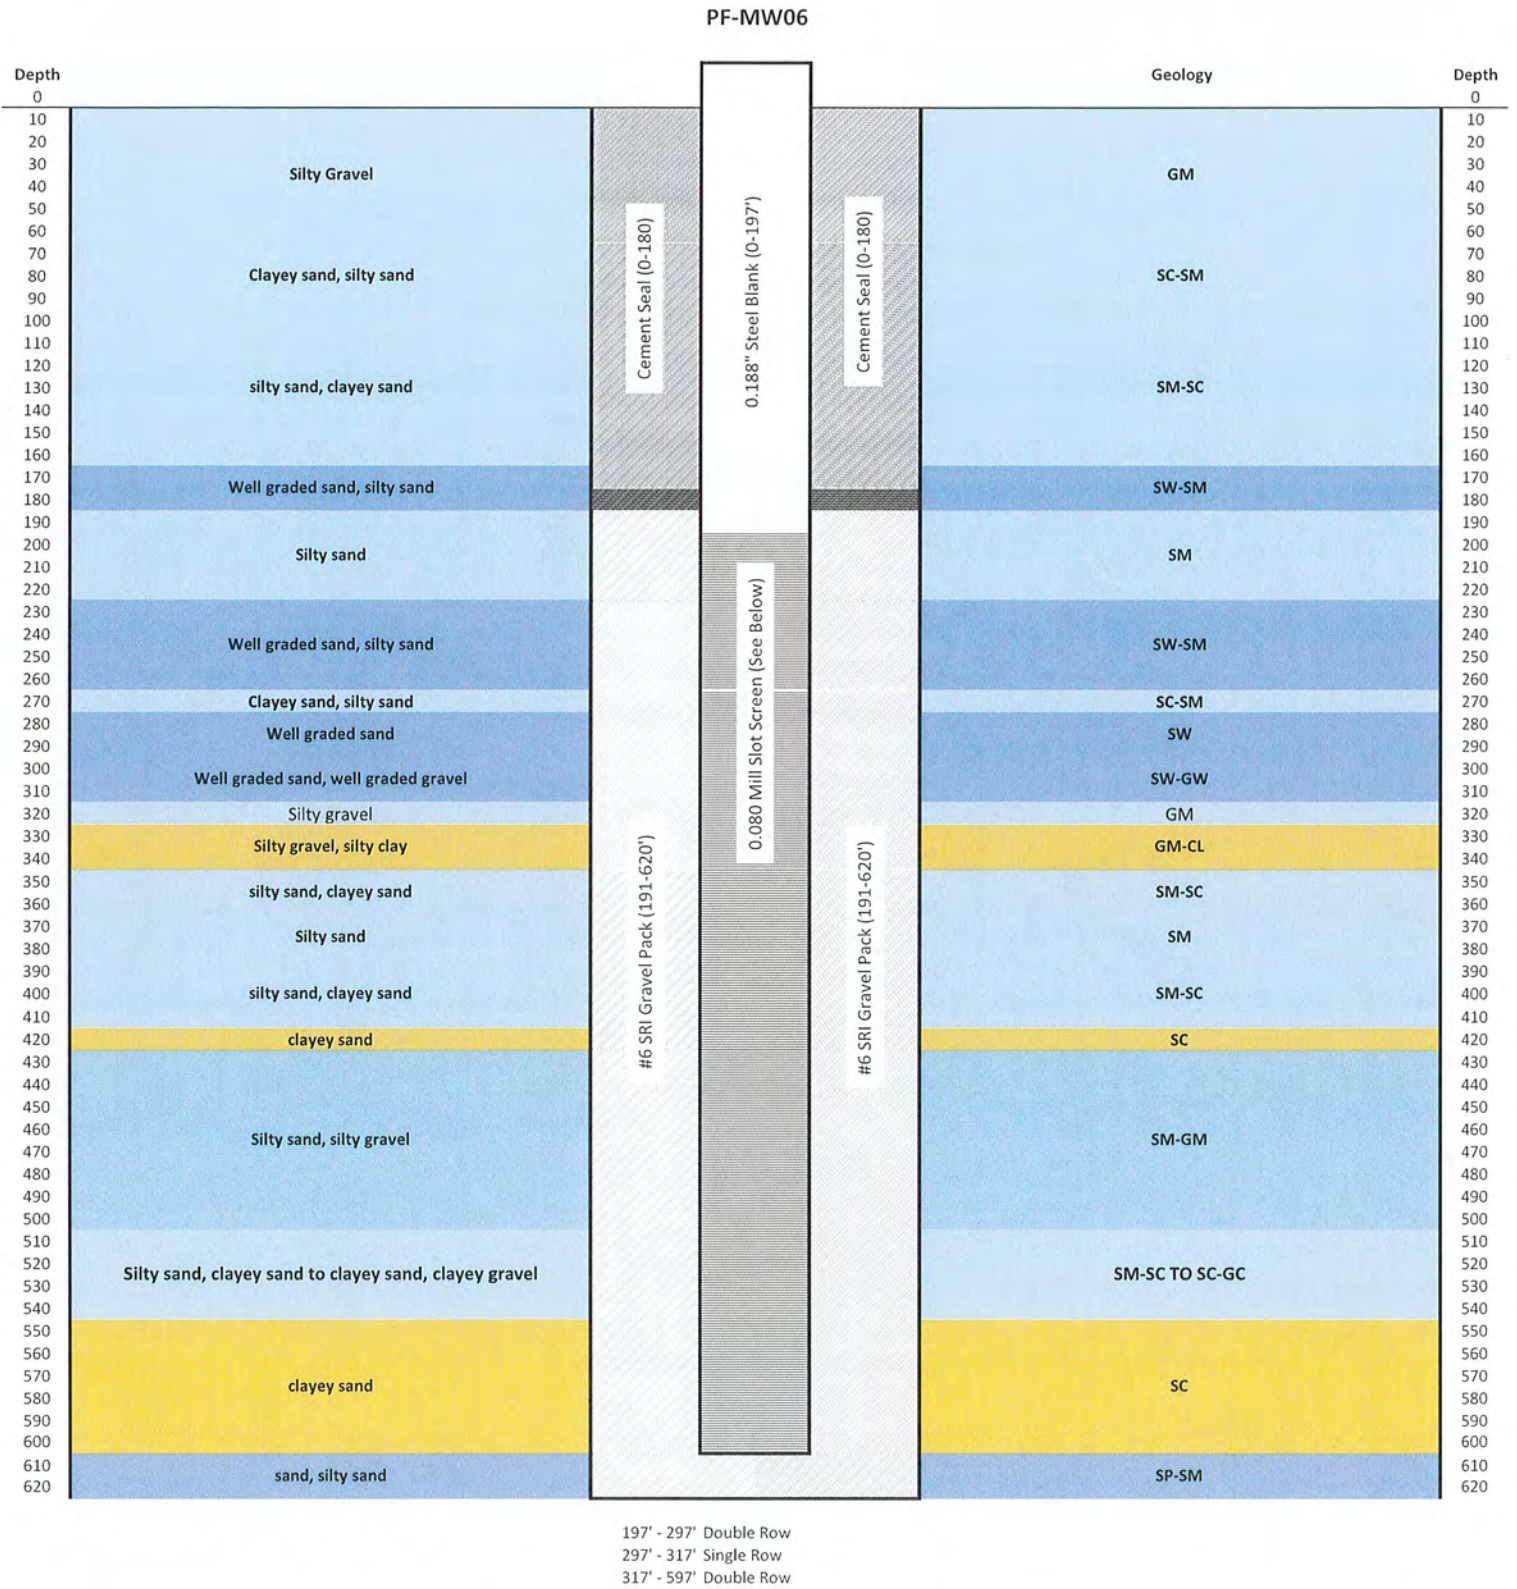 PF-MW06
Depth Geology Depth
0 0
10 10
20 20
30 30
Silty Gravel GM
40 40
50 50
60 60
70 70
Clayey sand, silty sand SC-SM
80 80
90 90
100 100
110 110
120 120
silty sand, clayey sand SM-SC
130 130
140 140
150 150
160 160
170 170
Well graded sand, silty sand SW-SM
180 180
190 190
200 200
Silty sand SM
210 210
220 220
230 230
240 240
Well graded sand, silty sand SW-SM
250 250
260 260
270 Clayey sand, silty sand SC-SM 270
280 280
Well graded sand SW
290 290
300 300
Well graded sand, well graded gravel SW-GW
310 310
320 Silty gravel GM 320
330 330
Silty gravel, silty clay GM-CL
340 340
350 350
silty sand, clayey sand SM-SC
360 360
370 370
Silty sand SM
380 380
390 390
400 silty sand, clayey sand SM-SC 400
410 410
420 clayey sand SC 420
430 430
440 440
450 450
460 460
Silty sand, silty gravel SM-GM
470 470
480 480
490 490
500 500
510 510
520 520
Silty sand, clayey sand to clayey sand, clayey gravel SM-SC TO SC-GC
530 530
540 540
550 550
560 560
570 570
clayey sand SC
580 580
590 590
600 600
610 610
sand, silty sand SP-SM
620 620
Cement Seal (0-180)
0.188" Steel Blank (0-197')
Cement Seal (0-180)
#6 SRI Gravel Pack (191-620')
0.080 Mill Slot Screen (See Below)
#6 SRI Gravel Pack (191-620')
197' - 297' Double Row
297' - 317' Single Row
317' - 597' Double Row